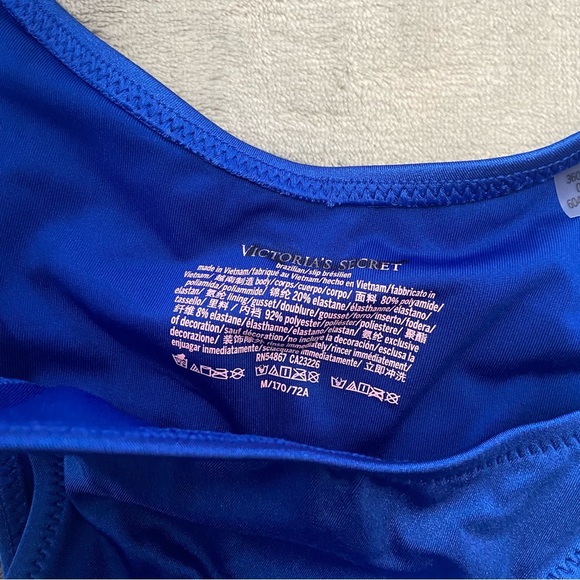 VICTORIA'S SECRET
brazilian/slip brésilien
made in Vietnam/fabriqué au Vietnam/hecho en Vietnam/fabbricato in
Vietnam/ 越南制造 body/corps/cuerpo/corpo/ 面料 80% polyamide/
poliamida/poliammide/ 锦纶 20% elastane/élasthanne/elastano/
elastan/ 氨纶 lining/gusset/doublure/gousset/forro/inserto/fodera/
tassello/ 里料 / 内裆 92% polyester/poliéster/poliestere/ 聚酯
纤维 8% elastane/élasthanne/elastano/elastan/ 氨纶 exclusive
of decoration/sauf décoration/no incluye la decoración/esclusa la
decorazione/ 装饰除外 rinse immediately/rincer immédiatement/
enjuagar inmediatamente/sciacquare immediatamente/ 立即冲洗
RN54867 CA23226
M/170/72A